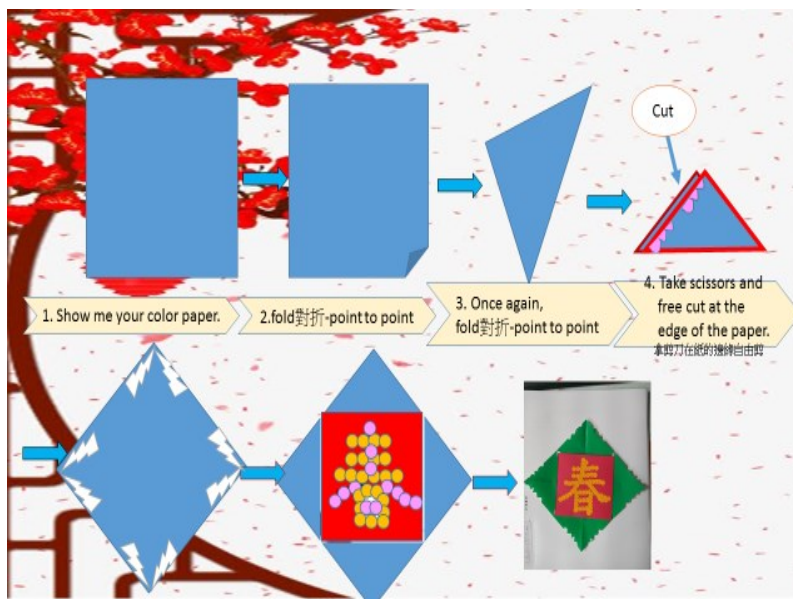 Cut
1. Show me your color paper.
2.fold對折-point to point
3. Once again,
fold對折-point to point
4. Take scissors and
free cut at the
edge of the paper.
拿剪刀在紙的邊緣自由剪
春